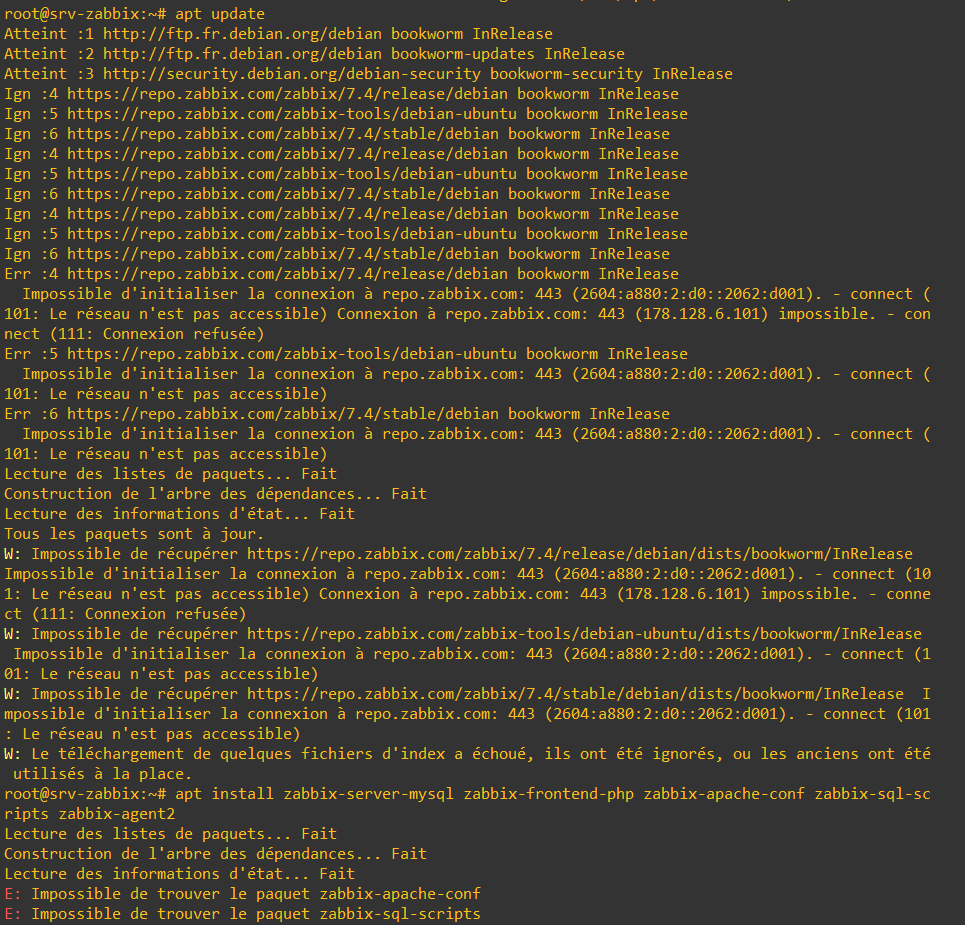 root@srv-zabbix:~# apt update
Atteint :1 http://ftp.fr.debian.org/debian bookworm InRelease
Atteint :2 http://ftp.fr.debian.org/debian bookworm-updates InRelease
Atteint :3 http://security.debian.org/debian-security bookworm-security InRelease
Ign :4 https://repo.zabbix.com/zabbix/7.4/release/debian bookworm InRelease
Ign :5 https://repo.zabbix.com/zabbix-tools/debian-ubuntu bookworm InRelease
Ign :6 https://repo.zabbix.com/zabbix/7.4/stable/debian bookworm InRelease
Ign :4 https://repo.zabbix.com/zabbix/7.4/release/debian bookworm InRelease
Ign :5 https://repo.zabbix.com/zabbix-tools/debian-ubuntu bookworm InRelease
Ign :6 https://repo.zabbix.com/zabbix/7.4/stable/debian bookworm InRelease
Ign :4 https://repo.zabbix.com/zabbix/7.4/release/debian bookworm InRelease
Ign :5 https://repo.zabbix.com/zabbix-tools/debian-ubuntu bookworm InRelease
Ign :6 https://repo.zabbix.com/zabbix/7.4/stable/debian bookworm InRelease
Err :4 https://repo.zabbix.com/zabbix/7.4/release/debian bookworm InRelease
  Impossible d'initialiser la connexion à repo.zabbix.com: 443 (2604:a880:2:d0::2062:d001). - connect (
101: Le réseau n'est pas accessible) Connexion à repo.zabbix.com: 443 (178.128.6.101) impossible. - con
nect (111: Connexion refusée)
Err :5 https://repo.zabbix.com/zabbix-tools/debian-ubuntu bookworm InRelease
  Impossible d'initialiser la connexion à repo.zabbix.com: 443 (2604:a880:2:d0::2062:d001). - connect (
101: Le réseau n'est pas accessible)
Err :6 https://repo.zabbix.com/zabbix/7.4/stable/debian bookworm InRelease
  Impossible d'initialiser la connexion à repo.zabbix.com: 443 (2604:a880:2:d0::2062:d001). - connect (
101: Le réseau n'est pas accessible)
Lecture des listes de paquets... Fait
Construction de l'arbre des dépendances... Fait
Lecture des informations d'état... Fait
Tous les paquets sont à jour.
W: Impossible de récupérer https://repo.zabbix.com/zabbix/7.4/release/debian/dists/bookworm/InRelease
Impossible d'initialiser la connexion à repo.zabbix.com: 443 (2604:a880:2:d0::2062:d001). - connect (10
1: Le réseau n'est pas accessible) Connexion à repo.zabbix.com: 443 (178.128.6.101) impossible. - conne
ct (111: Connexion refusée)
W: Impossible de récupérer https://repo.zabbix.com/zabbix-tools/debian-ubuntu/dists/bookworm/InRelease
 Impossible d'initialiser la connexion à repo.zabbix.com: 443 (2604:a880:2:d0::2062:d001). - connect (1
01: Le réseau n'est pas accessible)
W: Impossible de récupérer https://repo.zabbix.com/zabbix/7.4/stable/debian/dists/bookworm/InRelease  I
mpossible d'initialiser la connexion à repo.zabbix.com: 443 (2604:a880:2:d0::2062:d001). - connect (101
: Le réseau n'est pas accessible)
W: Le téléchargement de quelques fichiers d'index a échoué, ils ont été ignorés, ou les anciens ont été
 utilisés à la place.
root@srv-zabbix:~# apt install zabbix-server-mysql zabbix-frontend-php zabbix-apache-conf zabbix-sql-sc
ripts zabbix-agent2
Lecture des listes de paquets... Fait
Construction de l'arbre des dépendances... Fait
Lecture des informations d'état... Fait
E: Impossible de trouver le paquet zabbix-apache-conf
E: Impossible de trouver le paquet zabbix-sql-scripts